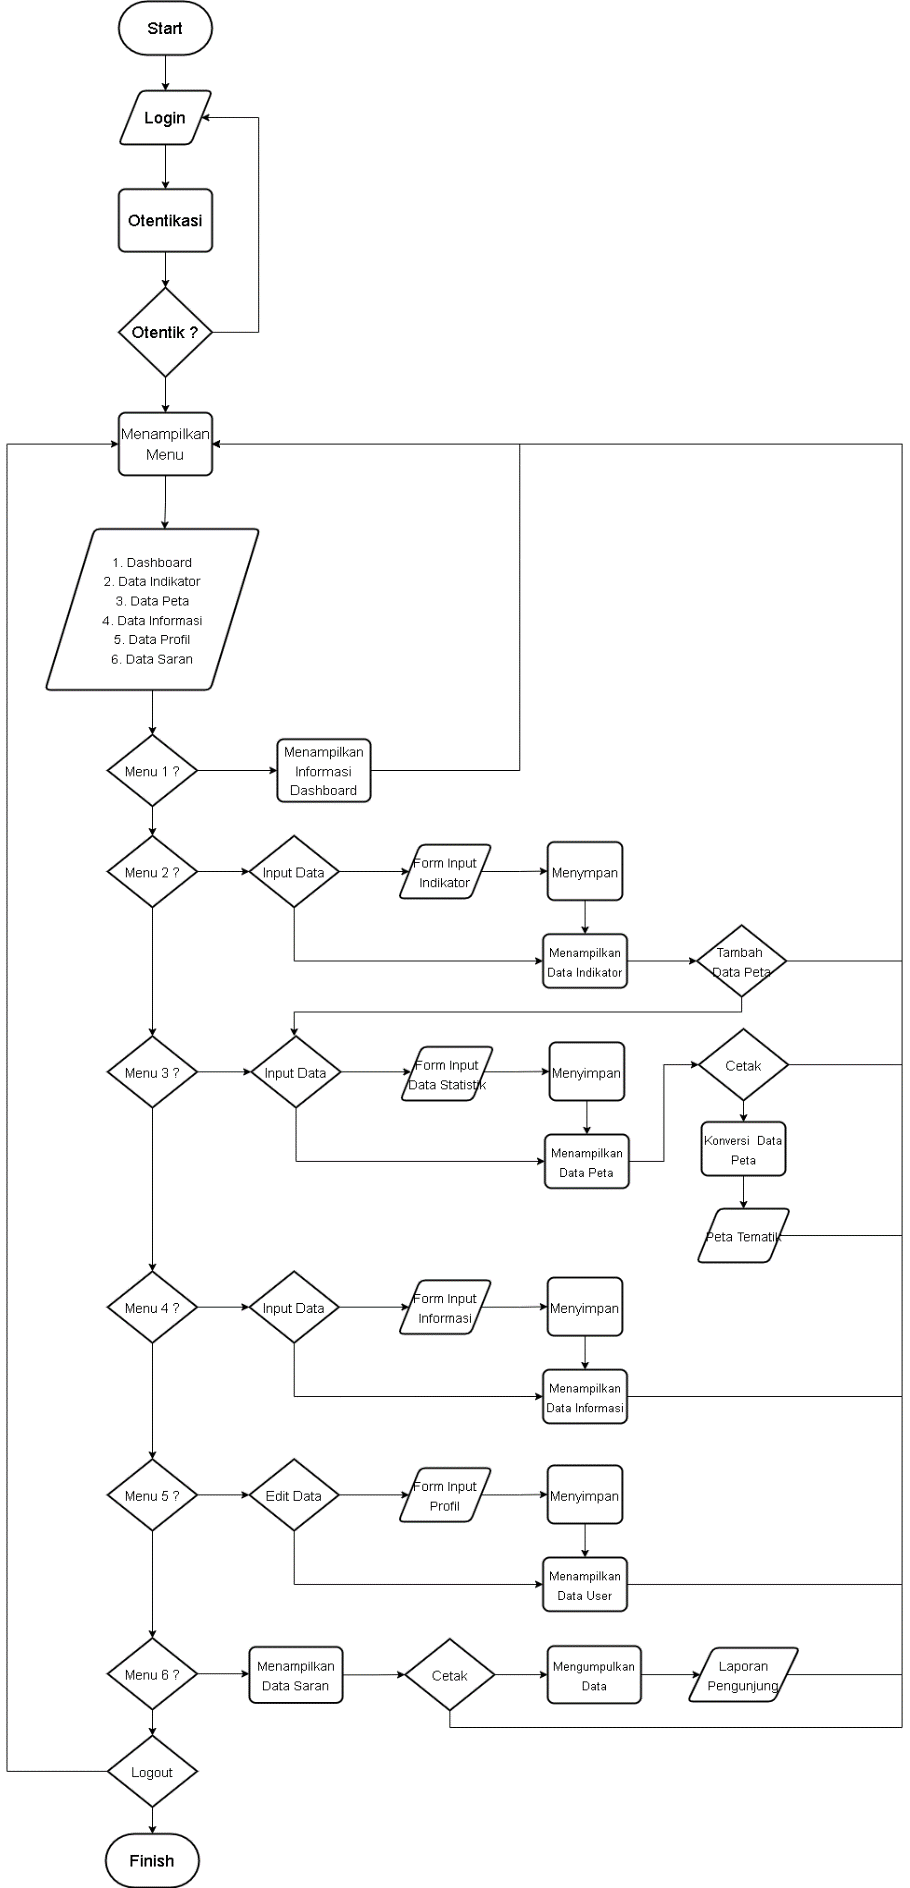 Start
Login
Otentikasi
Otentik ?
Menampilkan
Menu
1. Dashboard
2. Data Indikator
3. Data Peta
4. Data Informasi
5. Data Profil
6. Data Saran
Menu 1 ?
Menampilkan
Informasi
Dashboard
Menu 2 ?
Input Data
Form Input
Indikator
Menympan
Menampilkan
Data Indikator
Tambah
Data Peta
Menu 3 ?
Input Data
Form Input
Data Statistik
Menyimpan
Menampilkan
Data Peta
Cetak
Konversi Data
Peta
Peta Tematik
Menu 4 ?
Input Data
Form Input
Informasi
Menyimpan
Menampilkan
Data Informasi
Menu 5 ?
Edit Data
Form Input
Profil
Menyimpan
Menampilkan
Data User
Menu 6 ?
Menampilkan
Data Saran
Cetak
Mengumpulkan
Data
Laporan
Pengunjung
Logout
Finish